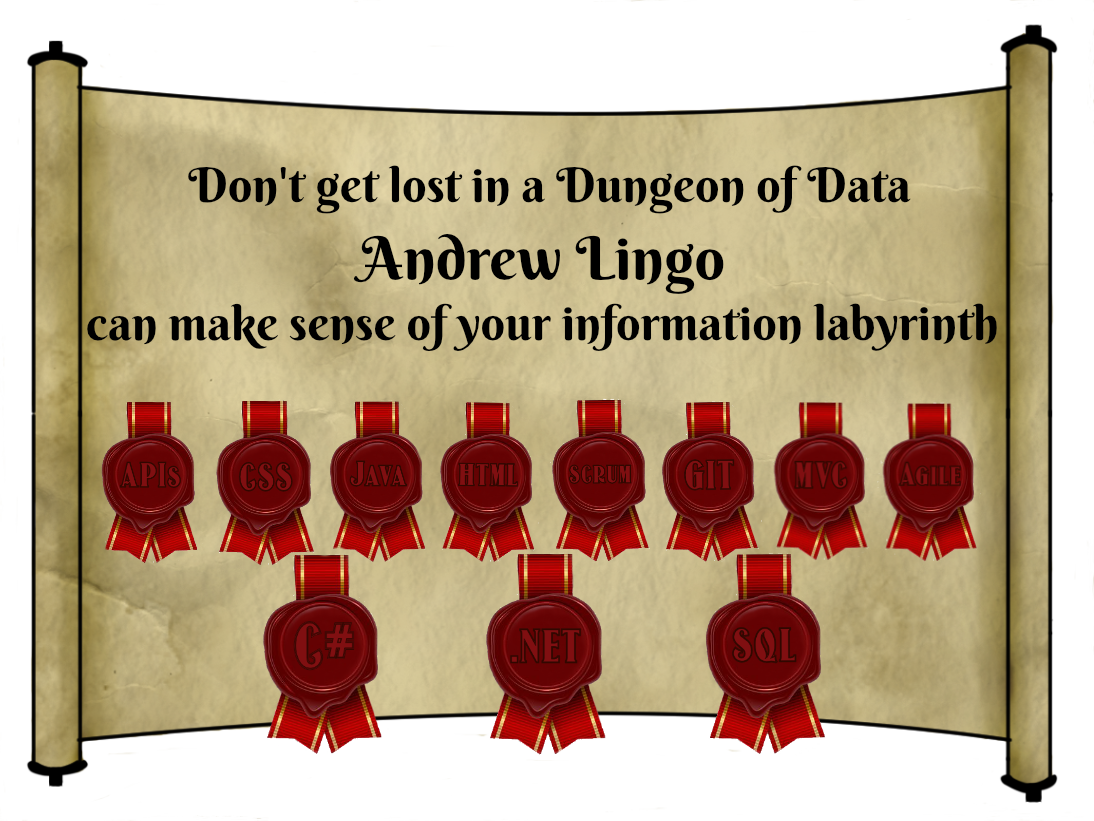 Don't get lost in a Dungeon of Data
Andrew Lingo
can make sense of your information labyrinth
APIs CSS Java HTML Scrum GIT MVC Agile
C# .NET SQL